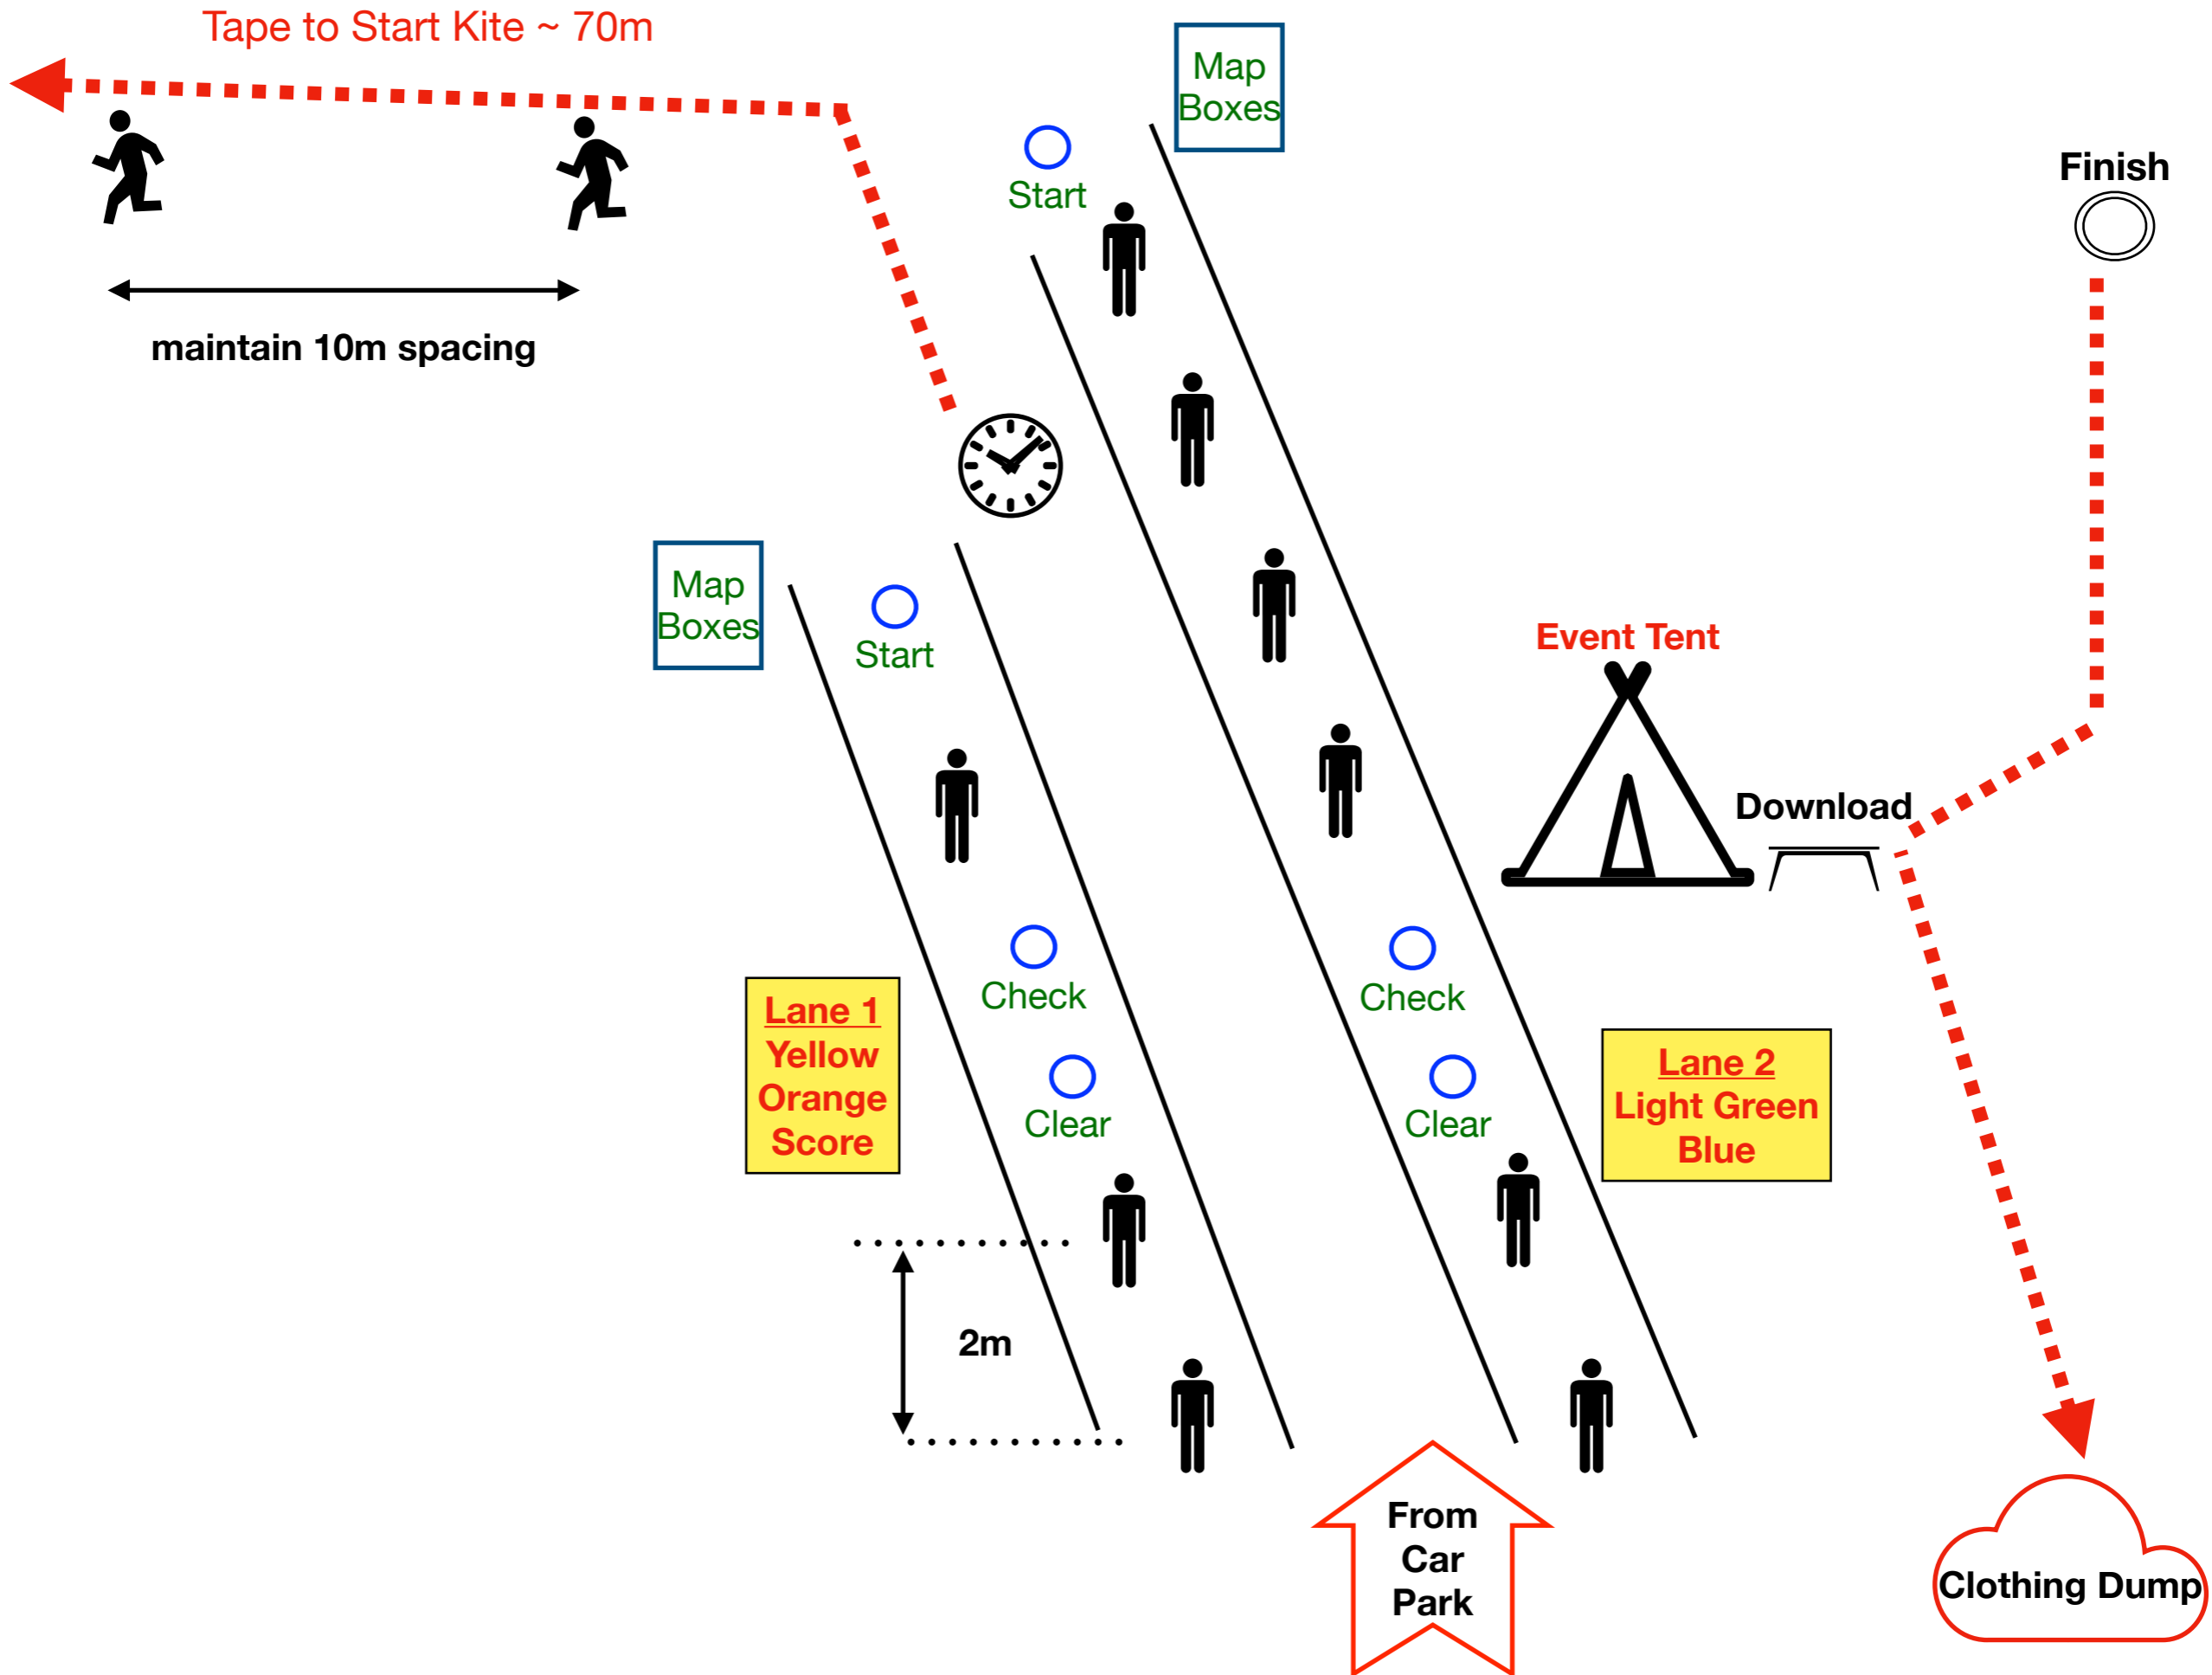 Tape to Start Kite ~ 70m
Map
Boxes
Start
Finish
maintain 10m spacing
Map
Boxes
Start
Event Tent
Download
Check
Check
Lane 1
Yellow
Orange
Score
Lane 2
Light Green
Blue
Clear
Clear
2m
From
Car
Park
Clothing Dump